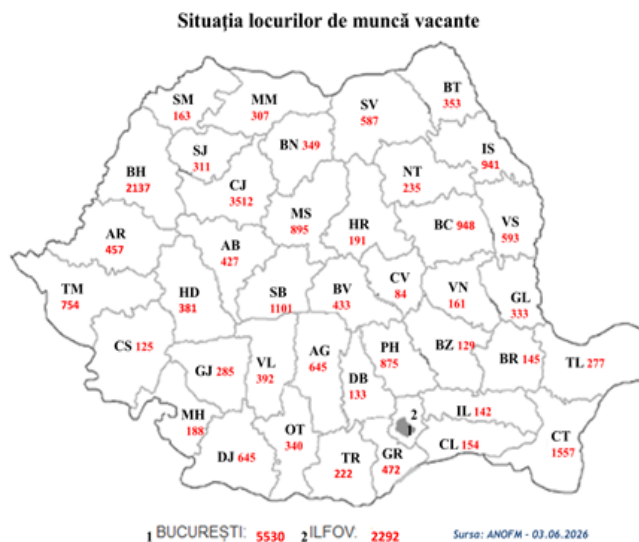 Situaţia locurilor de muncă vacante
BT
353
SM
163
MM
307
SV
587
BN 349
IS
941
SJ
311
BH
2137
CJ
3512
NT
235
MS
895
HR
191
BC 948
VS
593
AR
457
AB
427
TM
754
HD
381
SB
1101
BV
433
CV
84
VN
161
GL
333
CS 125
GJ 285
VL
392
AG
645
PH
875
DB
133
BZ 129
BR 145
TL 277
MH
188
DJ 645
OT
340
TR
222
GR
472
2
1
IL 142
CL 154
CT
1557
1 BUCUREŞTI: 5530 2 ILFOV: 2292 Sursa: ANOFM - 03.06.2026